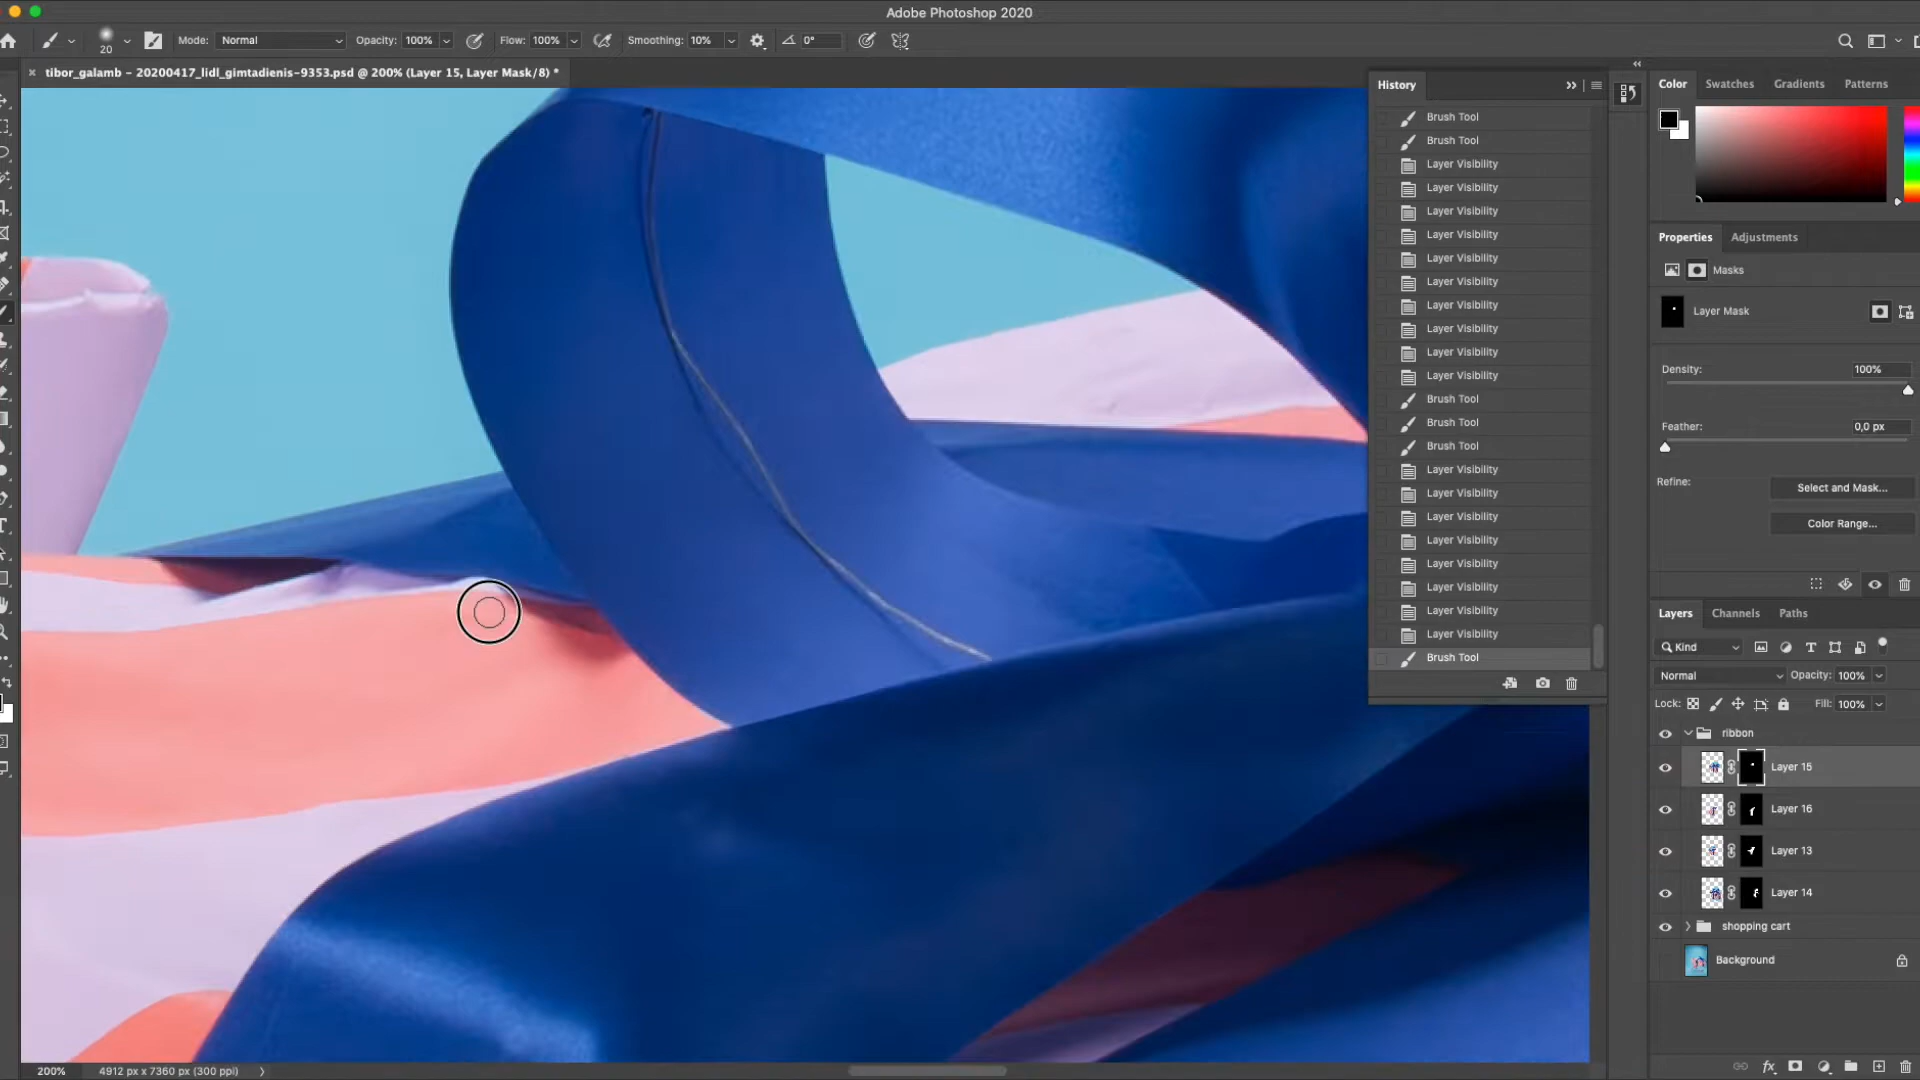 Adobe Photoshop 2020
20
Mode: Normal
Opacity: 100%
Flow: 100%
Smoothing: 10%
0°
× tibor_galamb - 20200417_lidl_gimtadienis-9353.psd @ 200% (Layer 15, Layer Mask/8) *
History
Brush Tool
Brush Tool
Layer Visibility
Layer Visibility
Layer Visibility
Layer Visibility
Layer Visibility
Layer Visibility
Layer Visibility
Layer Visibility
Layer Visibility
Layer Visibility
Brush Tool
Brush Tool
Brush Tool
Layer Visibility
Layer Visibility
Layer Visibility
Layer Visibility
Layer Visibility
Layer Visibility
Layer Visibility
Layer Visibility
Brush Tool
Color Swatches Gradients Patterns
Properties Adjustments
Masks
Layer Mask
Density: 100%
Feather: 0,0 px
Refine: Select and Mask...
Color Range...
Layers Channels Paths
Kind
Normal Opacity: 100%
Lock: Fill: 100%
ribbon
Layer 15
Layer 16
Layer 13
Layer 14
shopping cart
Background
fx
200% 4912 px x 7360 px (300 ppi)